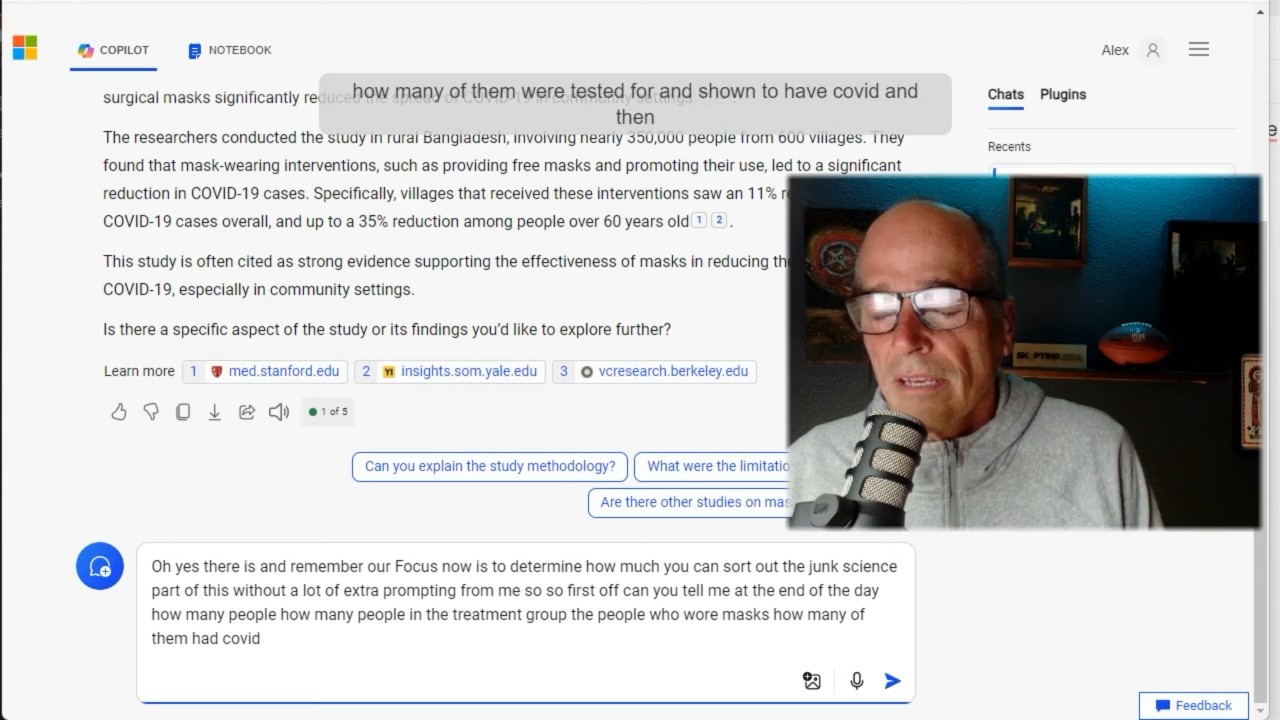 COPILOT
NOTEBOOK
Alex
how many of them were tested for and shown to have covid and
then
surgical masks significantly reduced the spread of COVID-19 in community settings
The researchers conducted the study in rural Bangladesh, involving nearly 350,000 people from 600 villages. They
found that mask-wearing interventions, such as providing free masks and promoting their use, led to a significant
reduction in COVID-19 cases. Specifically, villages that received these interventions saw an 11%
COVID-19 cases overall, and up to a 35% reduction among people over 60 years old 1 2 .
This study is often cited as strong evidence supporting the effectiveness of masks in reducing
COVID-19, especially in community settings.
Is there a specific aspect of the study or its findings you'd like to explore further?
Learn more 1 med.stanford.edu 2 insights.som.yale.edu 3 vcresearch.berkeley.edu
1 of 5
Can you explain the study methodology?
What were the
Are there other studies on
Chats
Plugins
Recents
Oh yes there is and remember our Focus now is to determine how much you can sort out the junk science
part of this without a lot of extra prompting from me so so first off can you tell me at the end of the day
how many people how many people in the treatment group the people who wore masks how many of
them had covid
Feedback